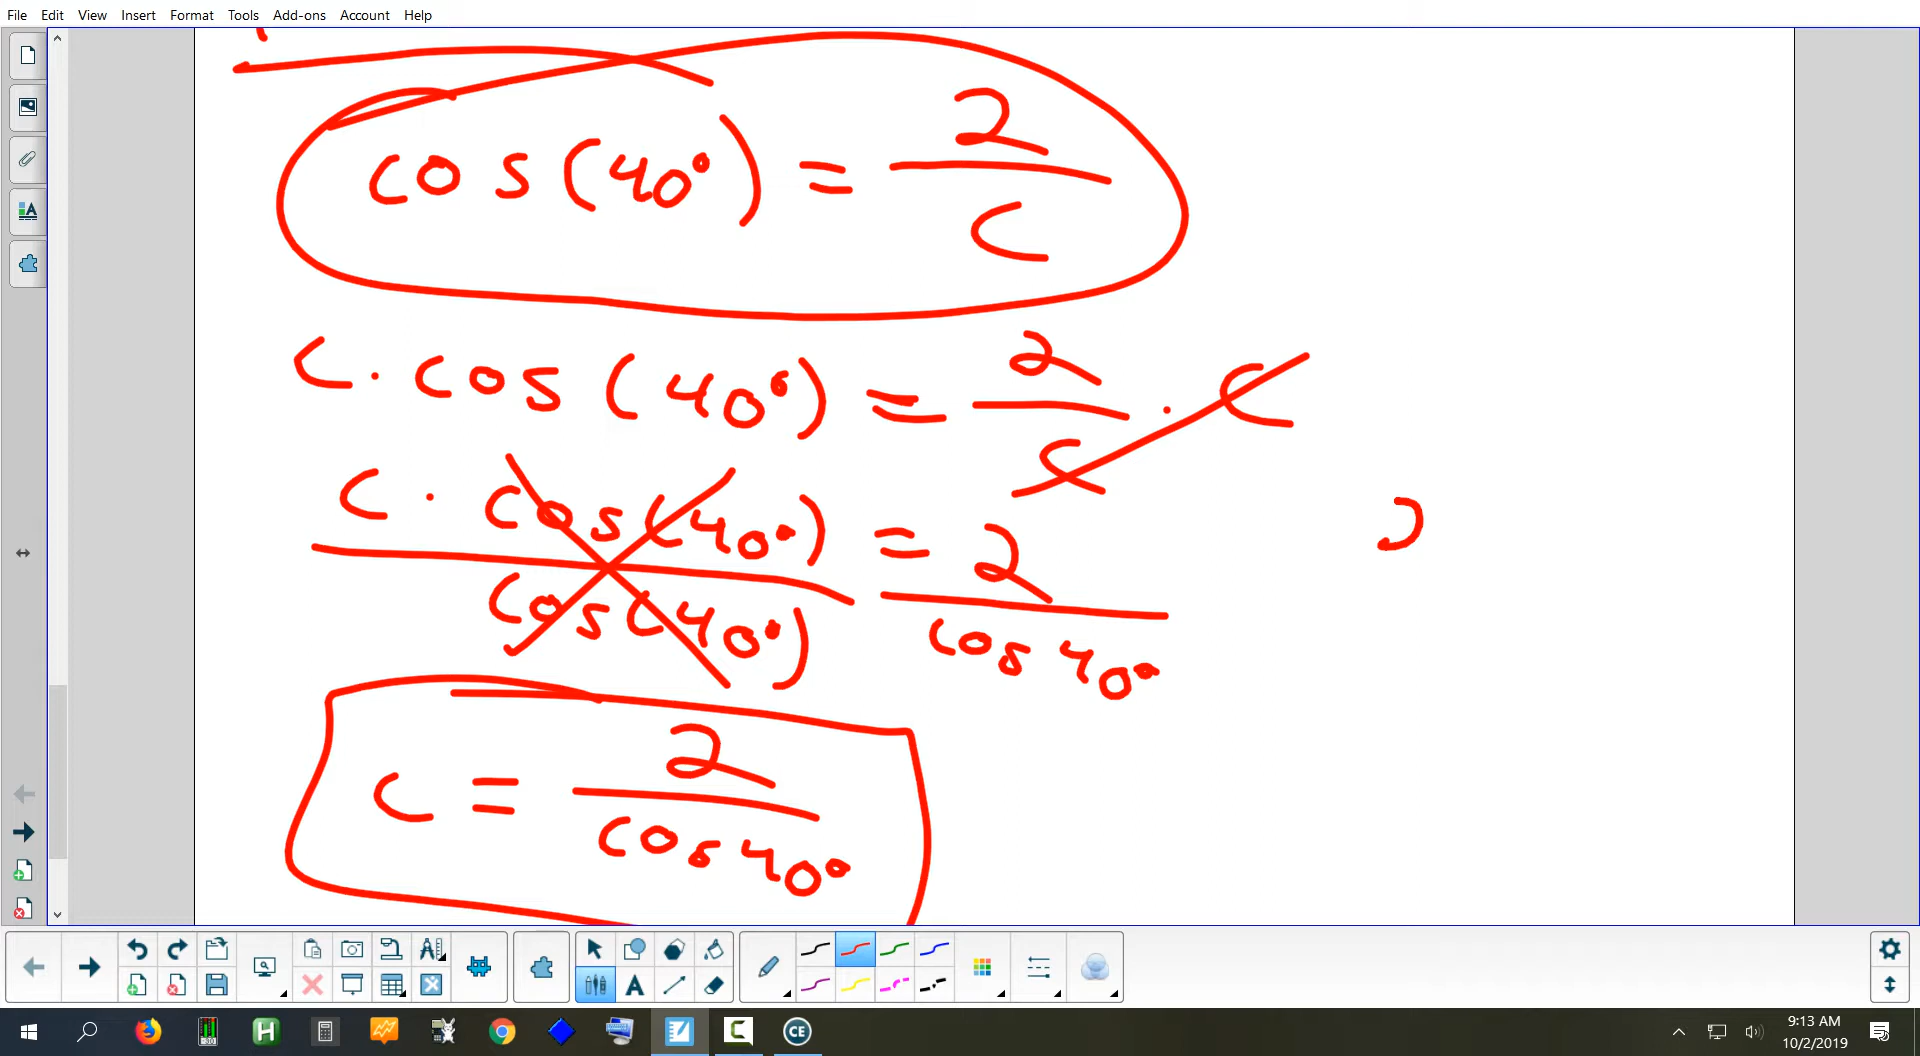 File Edit View Insert Format Tools Add-ons Account Help
cos(40°) = 2/c
c · cos(40°) = 2/c · c
c · cos(40°)/cos(40°) = 2/cos 40°
2
c = 2/cos 40°
9:13 AM
10/2/2019